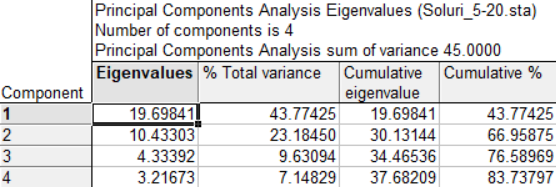 Principal Components Analysis Eigenvalues (Soluri_5-20.sta)
Number of components is 4
Principal Components Analysis sum of variance 45.0000
Component Eigenvalues % Total variance Cumulative eigenvalue Cumulative %
1 19.69841 43.77425 19.69841 43.77425
2 10.43303 23.18450 30.13144 66.95875
3 4.33392 9.63094 34.46536 76.58969
4 3.21673 7.14829 37.68209 83.73797